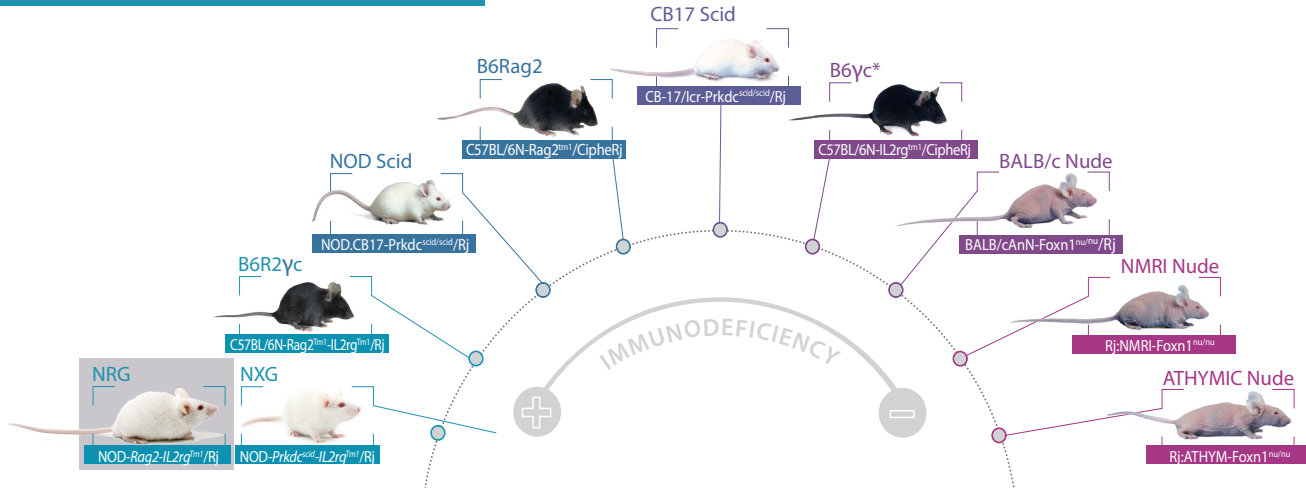 CB17 Scid
CB-17/Icr-Prkdcscid/scid/Rj
B6Rag2
C57BL/6N-Rag2tm1/CipheRj
B6γc*
C57BL/6N-IL2rgtm1/CipheRj
NOD Scid
NOD.CB17-Prkdcscid/scid/Rj
BALB/c Nude
BALB/cAnN-Foxn1nu/nu/Rj
B6R2γc
C57BL/6N-Rag2Tm1-IL2rgTm1/Rj
NMRI Nude
Rj:NMRI-Foxn1nu/nu
IMMUNODEFICIENCY
NRG
NOD-Rag2-IL2rgTm1/Rj
NXG
NOD-Prkdcscid-IL2rgTm1/Rj
ATHYMIC Nude
Rj:ATHYM-Foxn1nu/nu
+
−